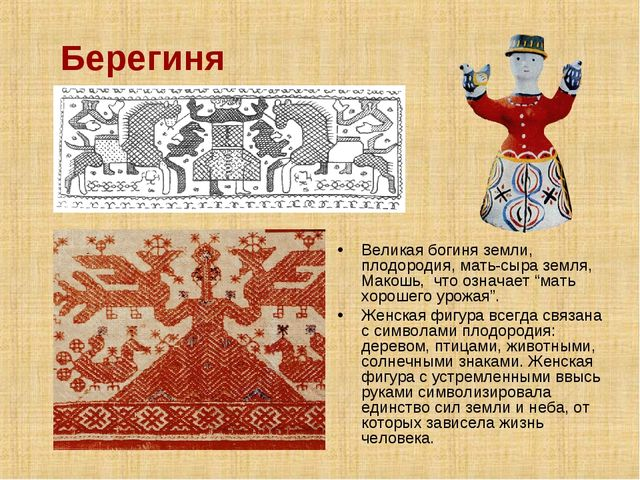 Берегиня
• Великая богиня земли,
плодородия, мать-сыра земля,
Макошь, что означает “мать
хорошего урожая”.
• Женская фигура всегда связана
с символами плодородия:
деревом, птицами, животными,
солнечными знаками. Женская
фигура с устремленными ввысь
руками символизировала
единство сил земли и неба, от
которых зависела жизнь
человека.